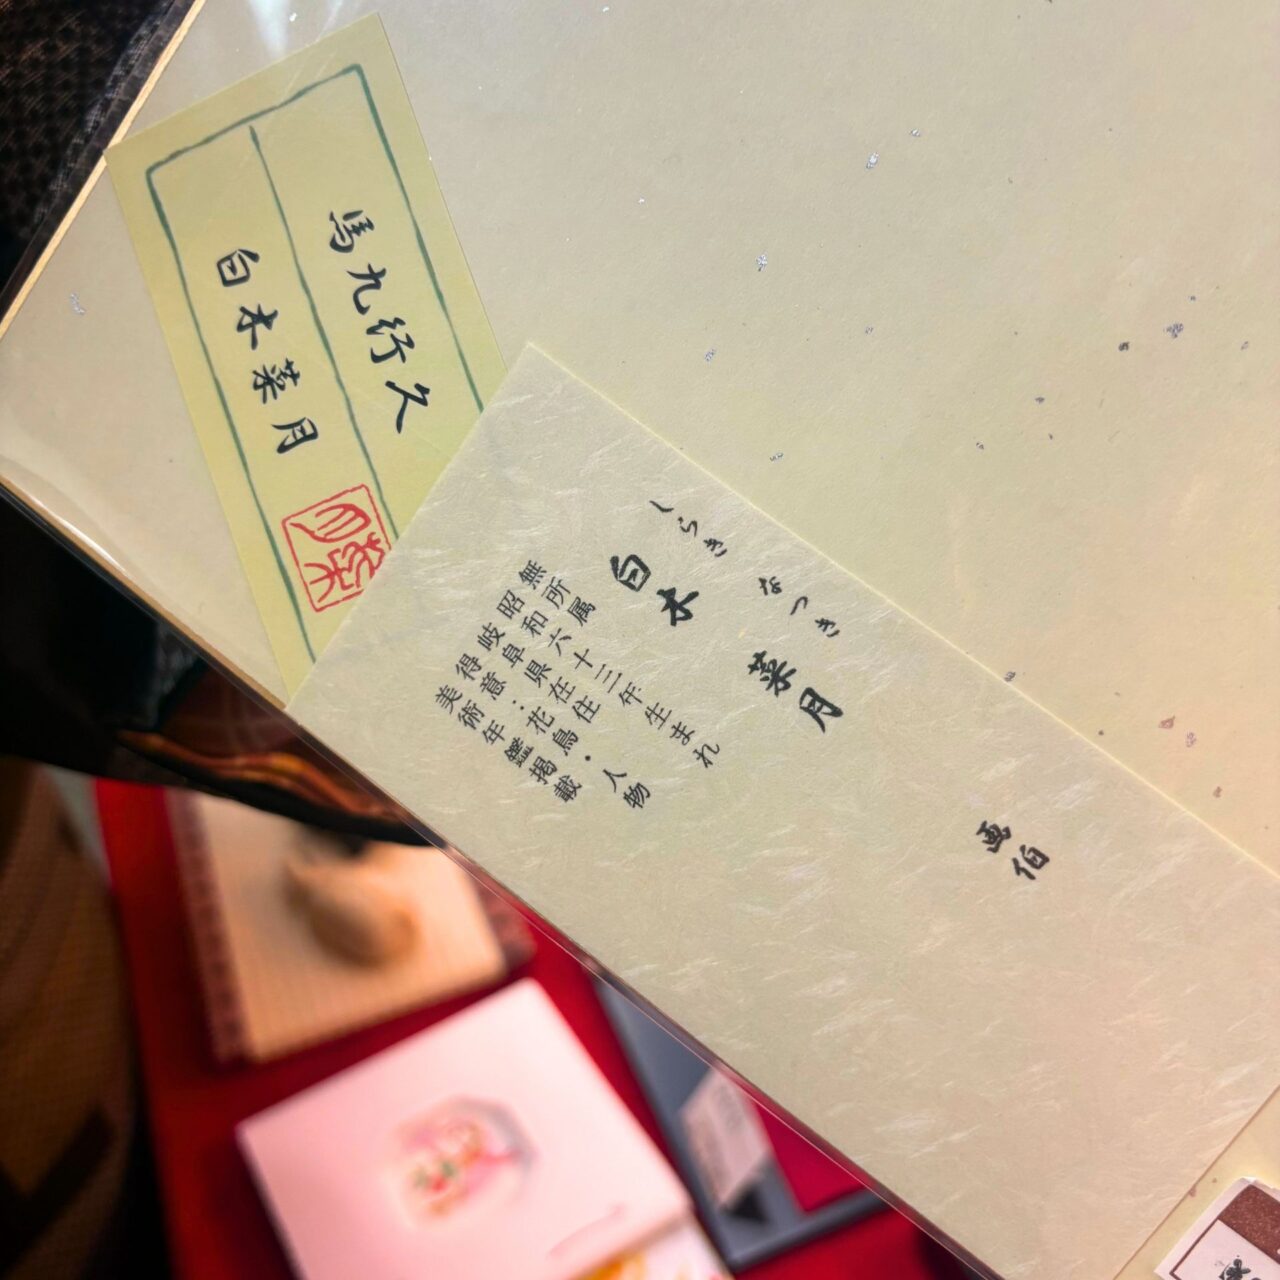 馬九行久
白木菜月
しらき なつき
白木 菜月 画伯
無所属
昭和六十三年生まれ
岐阜県在住
得意：花鳥・人物
美術年鑑掲載